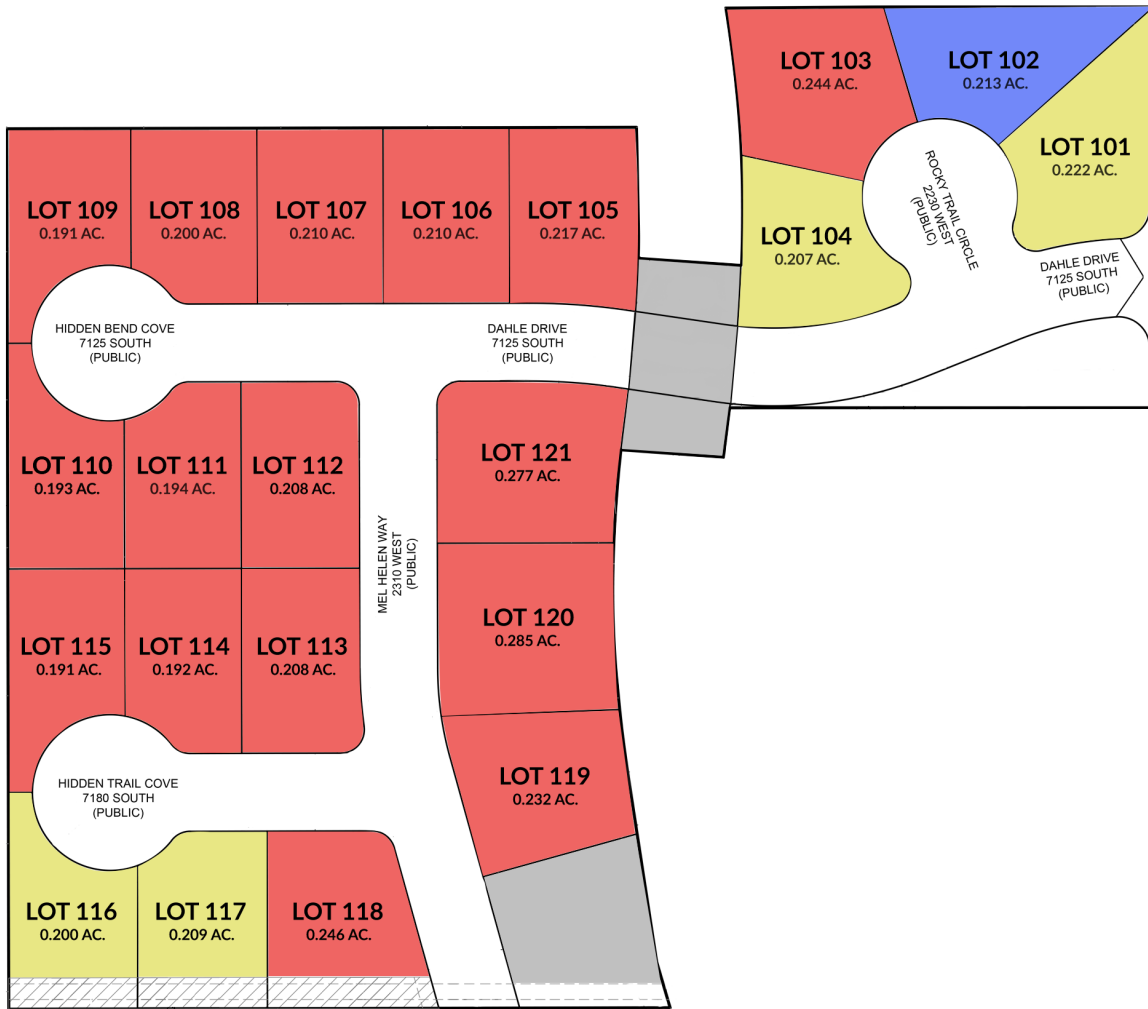 LOT 103
0.244 AC.
LOT 102
0.213 AC.
LOT 101
0.222 AC.
LOT 104
0.207 AC.
ROCKY TRAIL CIRCLE
2230 WEST
(PUBLIC)
DAHLE DRIVE
7125 SOUTH
(PUBLIC)
LOT 109
0.191 AC.
LOT 108
0.200 AC.
LOT 107
0.210 AC.
LOT 106
0.210 AC.
LOT 105
0.217 AC.
HIDDEN BEND COVE
7125 SOUTH
(PUBLIC)
DAHLE DRIVE
7125 SOUTH
(PUBLIC)
LOT 110
0.193 AC.
LOT 111
0.194 AC.
LOT 112
0.208 AC.
LOT 121
0.277 AC.
MEL HELEN WAY
2310 WEST
(PUBLIC)
LOT 115
0.191 AC.
LOT 114
0.192 AC.
LOT 113
0.208 AC.
LOT 120
0.285 AC.
HIDDEN TRAIL COVE
7180 SOUTH
(PUBLIC)
LOT 119
0.232 AC.
LOT 116
0.200 AC.
LOT 117
0.209 AC.
LOT 118
0.246 AC.